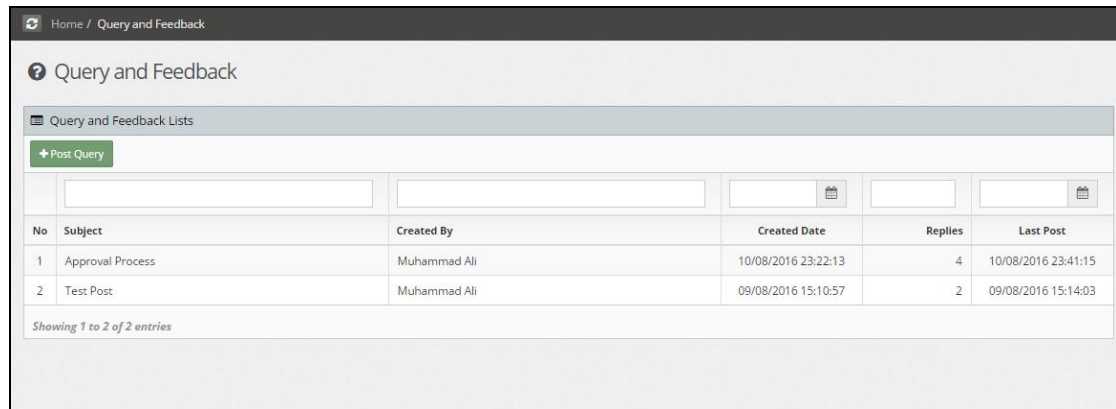 Home / Query and Feedback
Query and Feedback
Query and Feedback Lists
+Post Query
No Subject Created By Created Date Replies Last Post
1 Approval Process Muhammad Ali 10/08/2016 23:22:13 4 10/08/2016 23:41:15
2 Test Post Muhammad Ali 09/08/2016 15:10:57 2 09/08/2016 15:14:03
Showing 1 to 2 of 2 entries